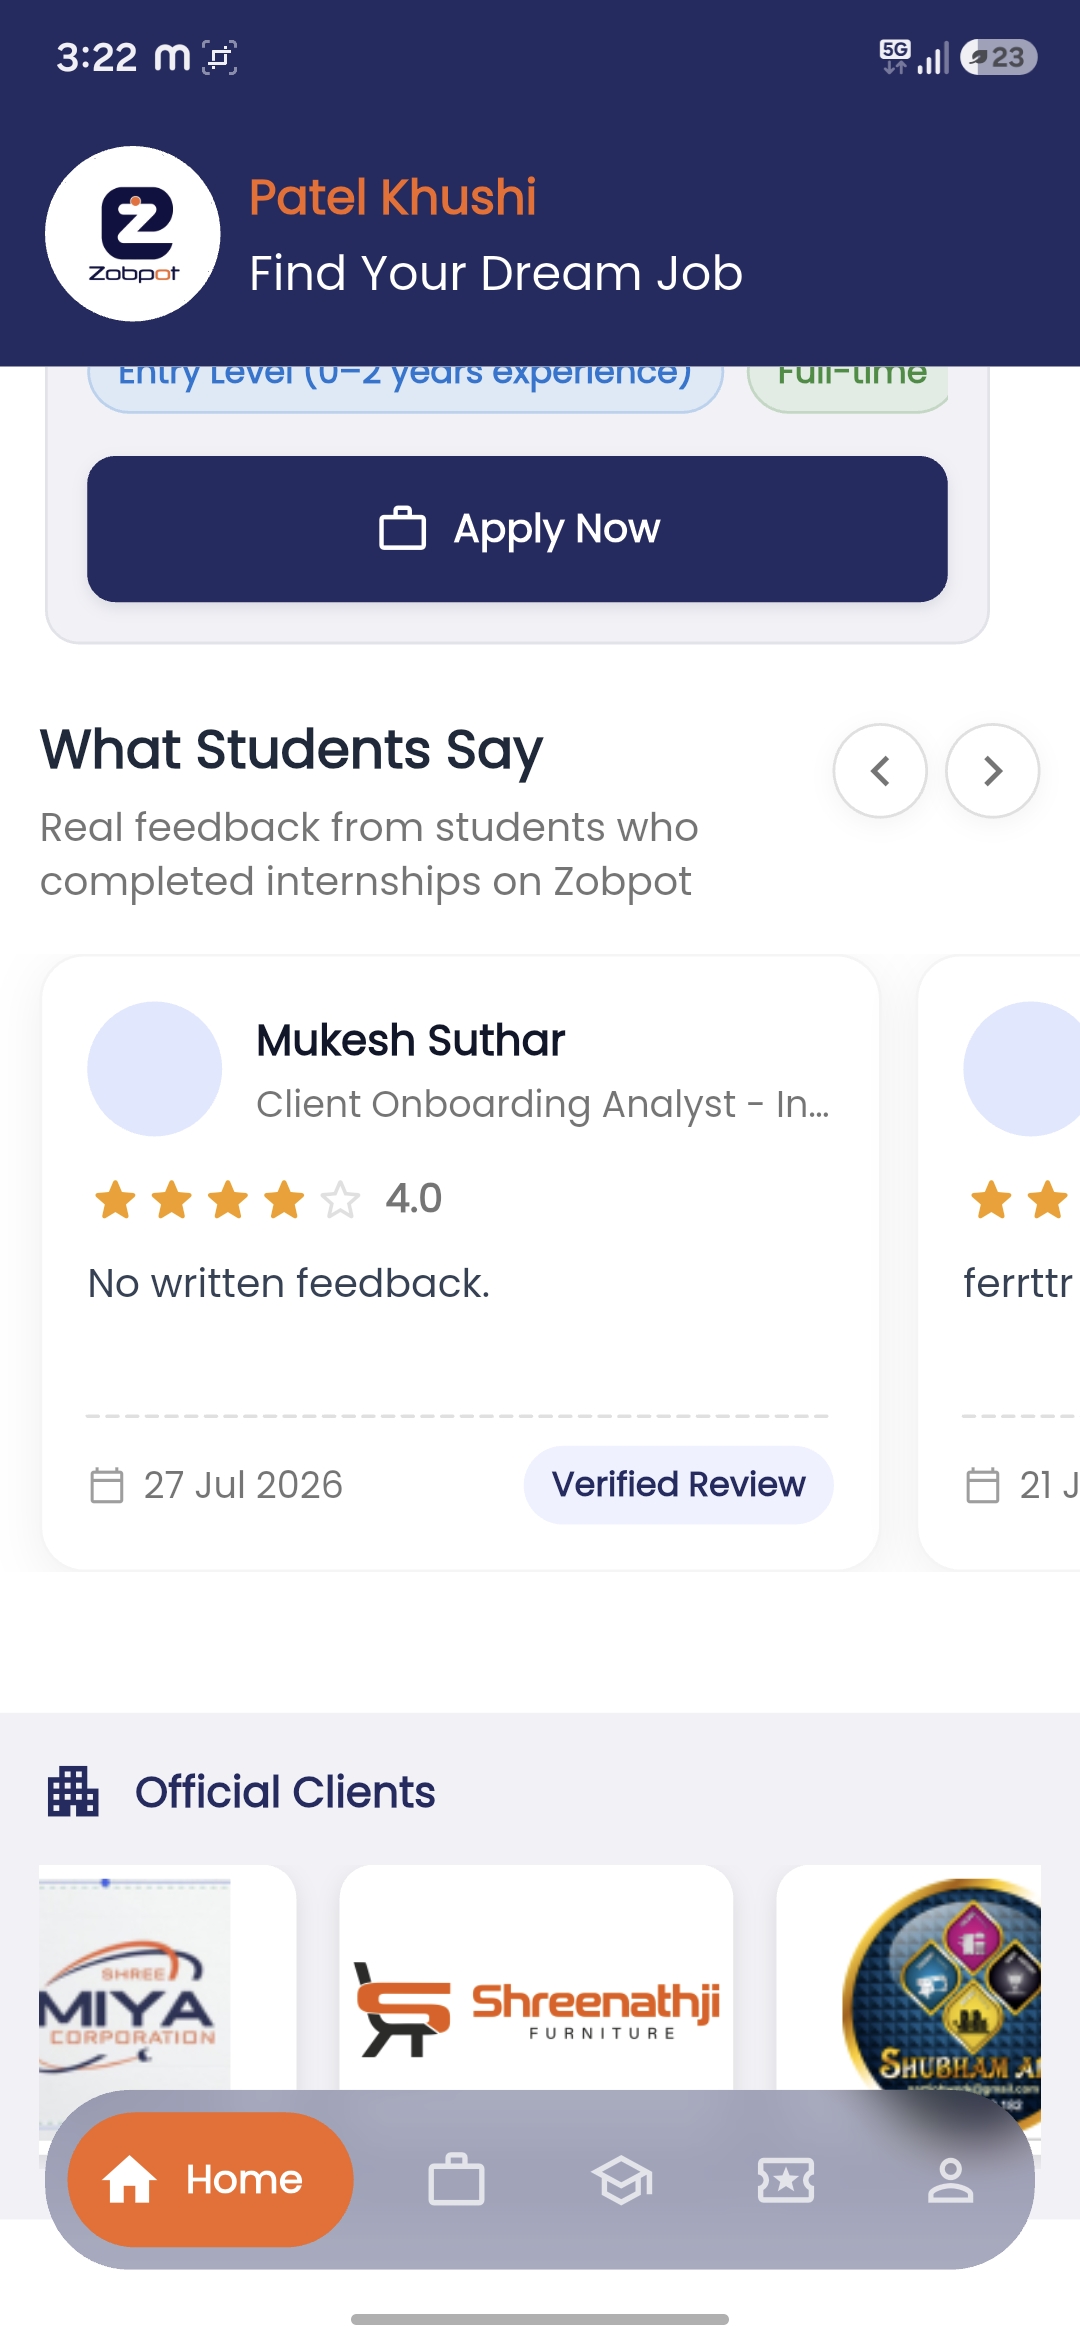 3:22
5G
23
Zobpot
Patel Khushi
Find Your Dream Job
Entry Level (0–2 years experience)
Full-time
Apply Now
What Students Say
Real feedback from students who
completed internships on Zobpot
Mukesh Suthar
Client Onboarding Analyst - In...
4.0
No written feedback.
ferrttr
27 Jul 2026
Verified Review
21 J
Official Clients
SHREE
MIYA
CORPORATION
Shreenathji
FURNITURE
SHUBHAM
Home